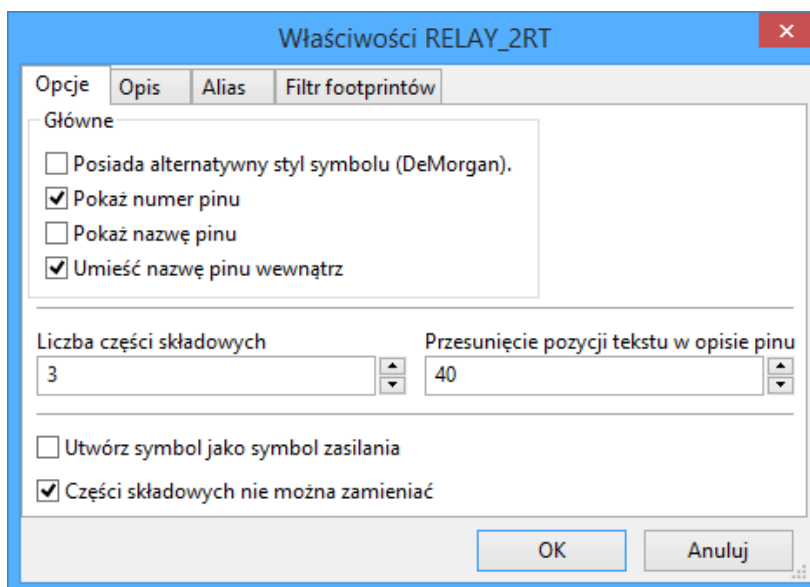 Właściwości RELAY_2RT
Opcje Opis Alias Filtr footprintów
Główne
Posiada alternatywny styl symbolu (DeMorgan).
Pokaż numer pinu
Pokaż nazwę pinu
Umieść nazwę pinu wewnątrz
Liczba części składowych Przesunięcie pozycji tekstu w opisie pinu
3 40
Utwórz symbol jako symbol zasilania
Części składowych nie można zamieniać
OK Anuluj